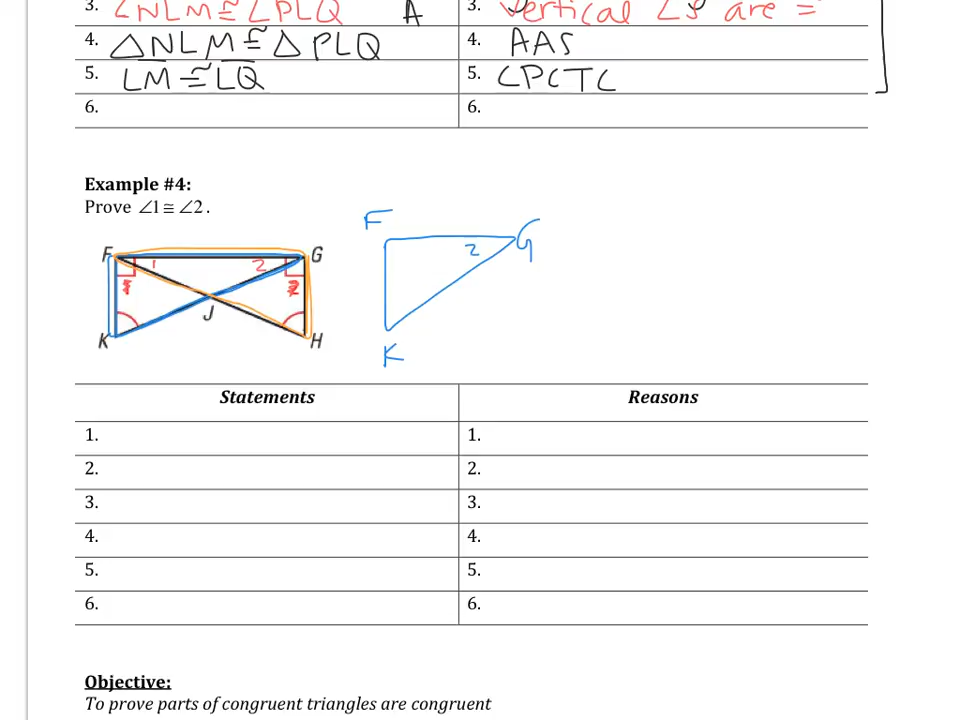 3. ∠NLM ≅ ∠PLQ A 3. Vertical ∠s are =
4. △NLM ≅ △PLQ 4. AAS
5. LM ≅ LQ 5. CPCTC
6. 6.
Example #4:
Prove ∠1 ≅ ∠2.
F G
2
K
F 1 2 G
J
K H
Statements Reasons
1. 1.
2. 2.
3. 3.
4. 4.
5. 5.
6. 6.
Objective:
To prove parts of congruent triangles are congruent